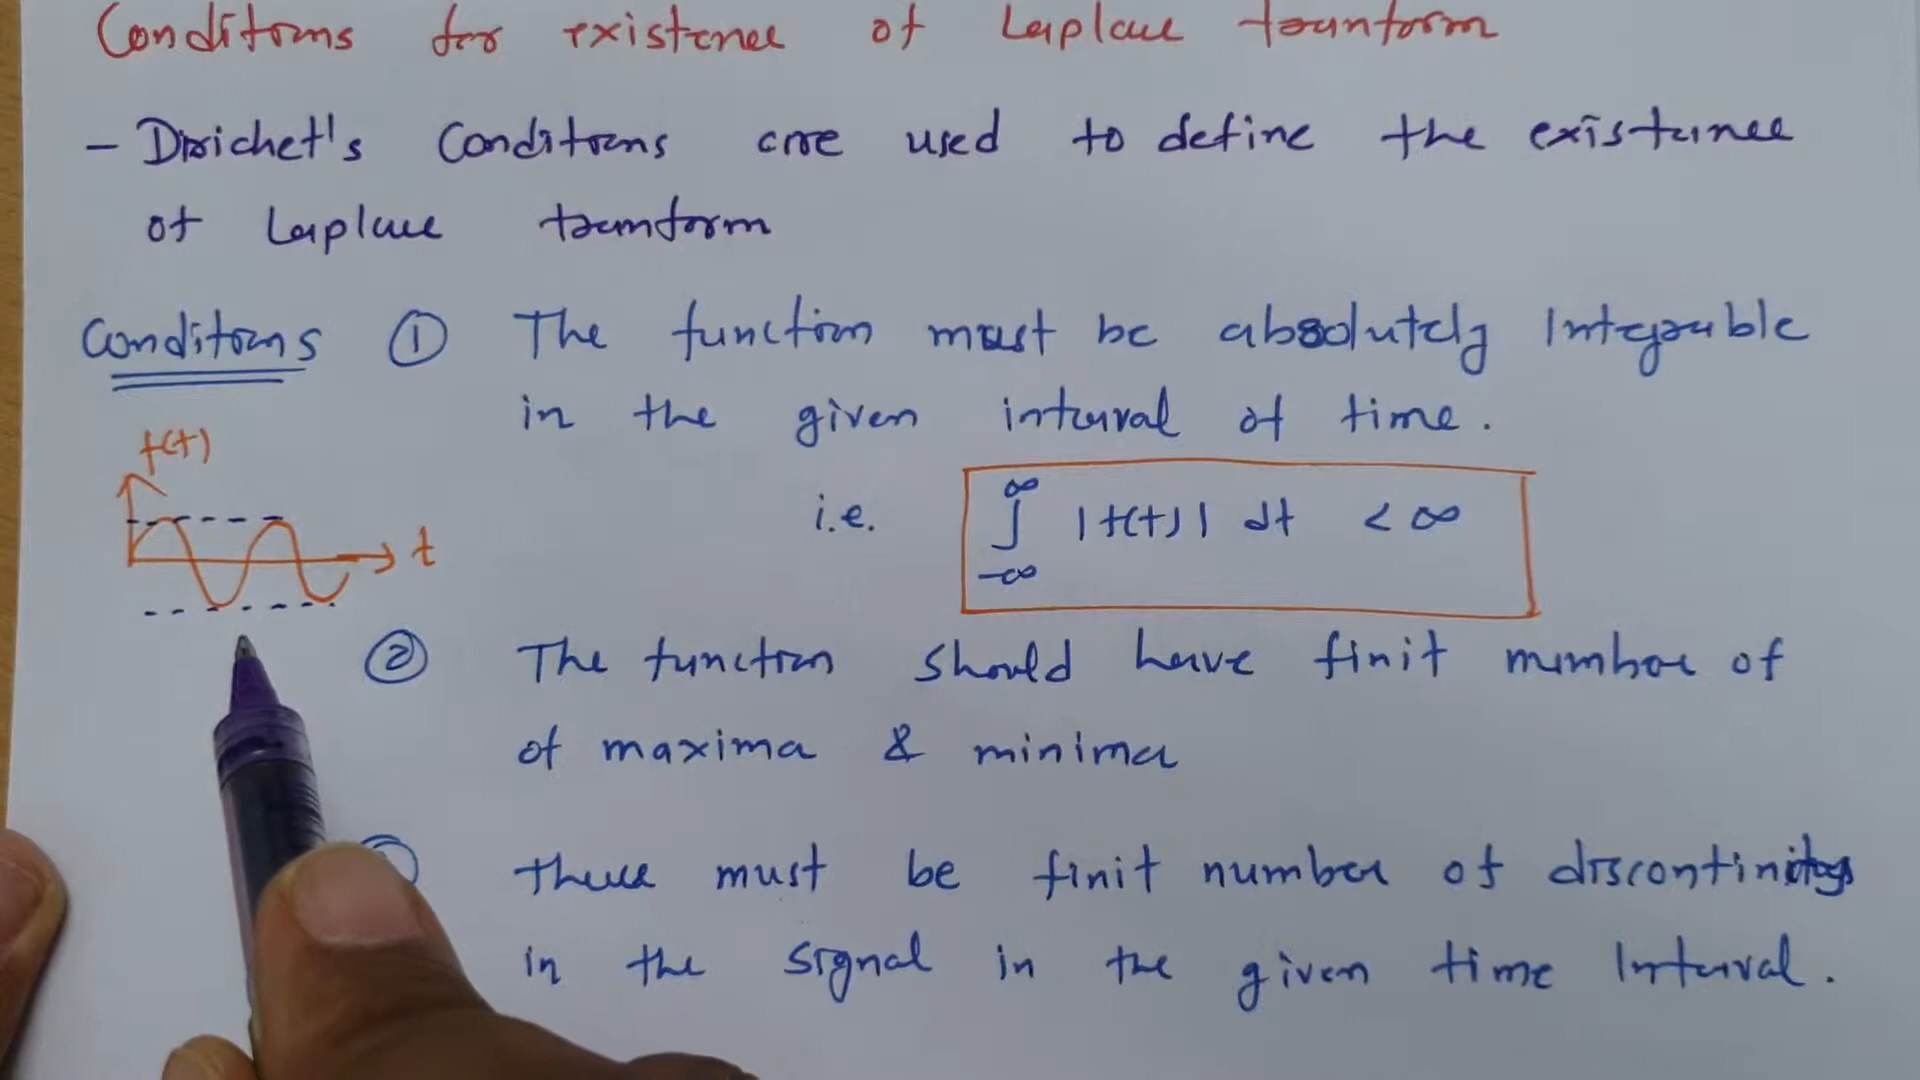 Conditions for existence of Laplace transform
- Dirichet's Conditions are used to define the existence
of Laplace transform
Conditions ① The function must be absolutely Integrable
in the given interval of time.
f(t)
t
i.e. ∫_{-∞}^{∞} |f(t)| dt < ∞
② The function should have finit number of
of maxima & minima
there must be finit number of discontinitys
in the signal in the given time Interval.